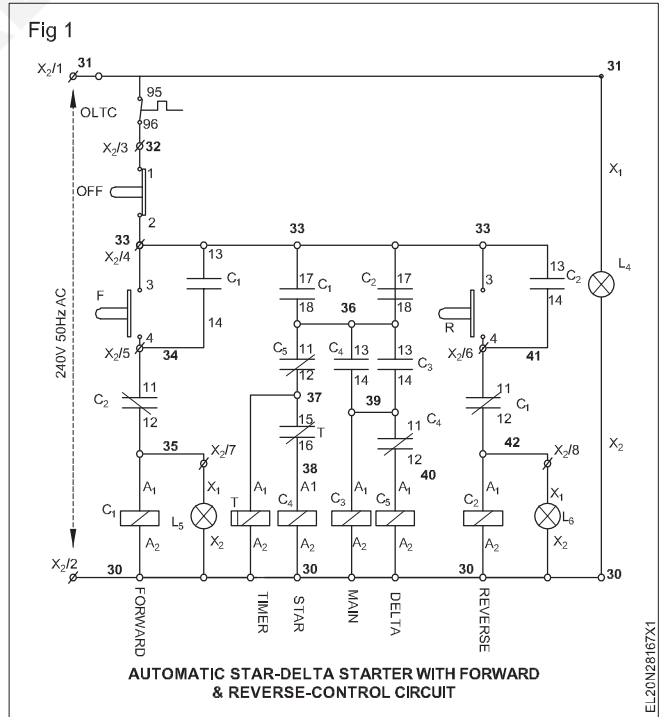 Fig 1
31 31
X2/1
95
OLTC
96
X2/3 32
1
OFF
2
33 33 33
X2/4
13 17 17 13
C1 C1 C2 C2
3 14 18 18 3 14
F R
36
4 4
X2/5 34 X2/6 41
C5 11 C4 13 13 C3
12 14 14
11 11
C2 C1
12 12
37 39
15 T C4 11
16 12
35 X2/7 38 40 42 X2/8
A1 X1 A1 A1 A1 A1 A1 X1
C1 L5 T C4 C3 C5 C2 L6
A2 X2 A2 A2 A2 A2 A2 X2
X1
L4
X2
240V 50Hz AC
X2/2 30 30 30 30
FORWARD
TIMER
STAR
MAIN
DELTA
REVERSE
AUTOMATIC STAR-DELTA STARTER WITH FORWARD
& REVERSE-CONTROL CIRCUIT
EL20N28167X1